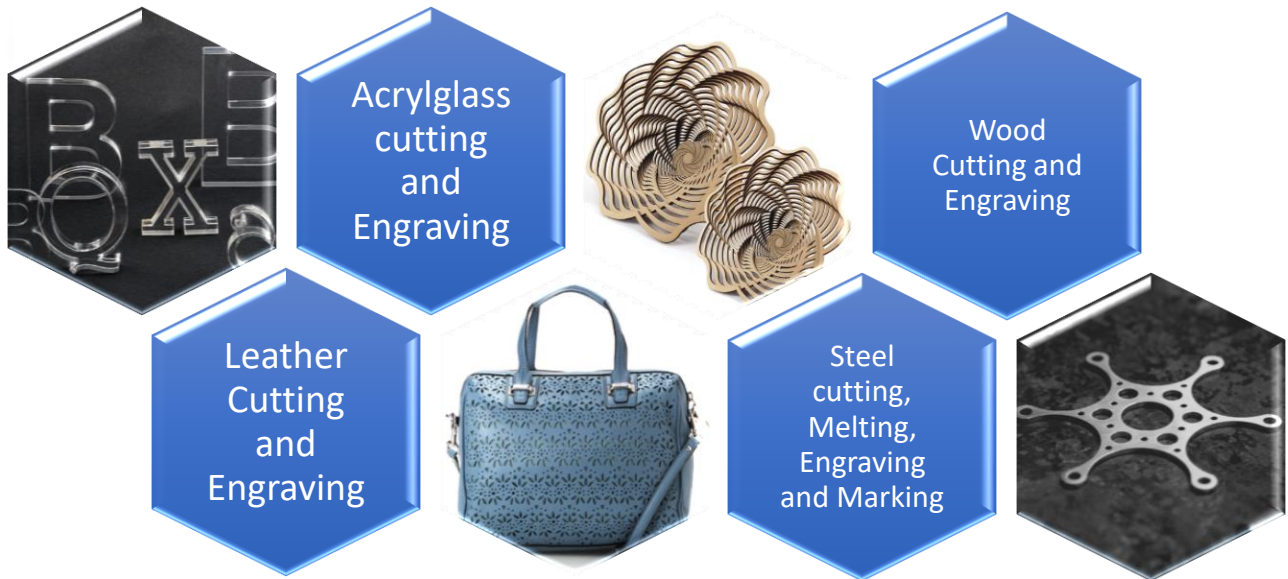 Acrylglass
cutting
and
Engraving
Wood
Cutting and
Engraving
Leather
Cutting
and
Engraving
Steel
cutting,
Melting,
Engraving
and Marking